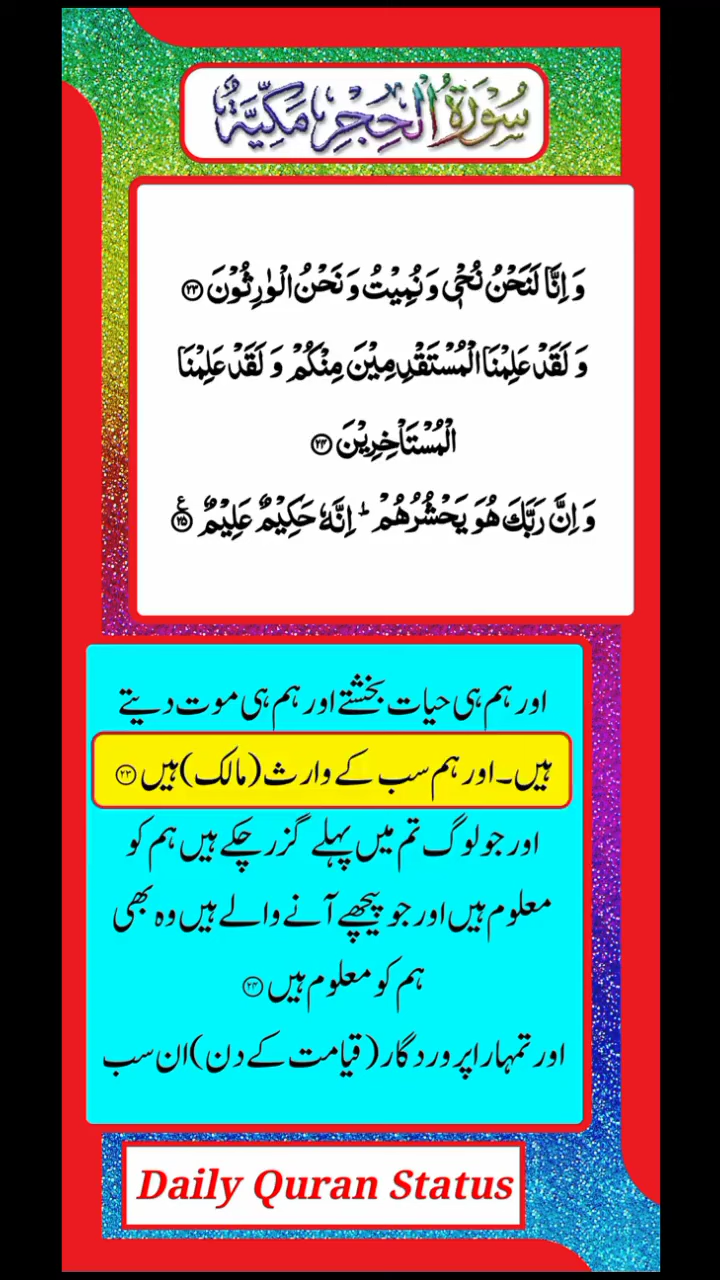 سُوْرَةُ الْحِجْرِ مَكِّيَّةٌ
وَ اِنَّا لَنَحْنُ نُحْیٖ وَ نُمِیْتُ وَ نَحْنُ الْوٰرِثُوْنَ ﴿۲۳﴾
وَ لَقَدْ عَلِمْنَا الْمُسْتَقْدِمِیْنَ مِنْكُمْ وَ لَقَدْ عَلِمْنَا
الْمُسْتَاْخِرِیْنَ ﴿۲۴﴾
وَ اِنَّ رَبَّكَ هُوَ یَحْشُرُهُمْ ؕ اِنَّهٗ حَكِیْمٌ عَلِیْمٌ ﴿۲۵﴾ ع
اور ہم ہی حیات بخشتے اور ہم ہی موت دیتے
ہیں۔ اور ہم سب کے وارث (مالک) ہیں ﴿۲۳﴾
اور جو لوگ تم میں پہلے گزر چکے ہیں ہم کو
معلوم ہیں اور جو پیچھے آنے والے ہیں وہ بھی
ہم کو معلوم ہیں ﴿۲۴﴾
اور تمہارا پروردگار (قیامت کے دن) ان سب
Daily Quran Status